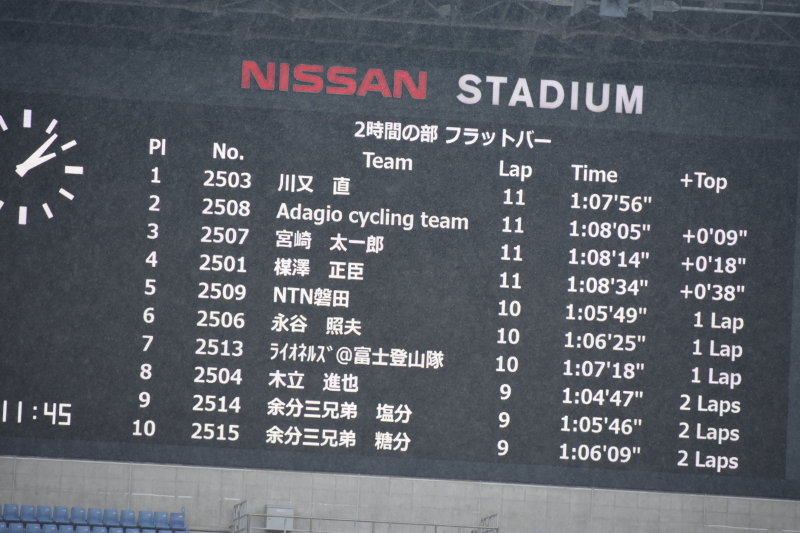 NISSAN STADIUM
2時間の部 フラットバー
Pl No. Team Lap Time +Top
1 2503 川又 直 11 1:07'56"
2 2508 Adagio cycling team 11 1:08'05" +0'09"
3 2507 宮崎 太一郎 11 1:08'14" +0'18"
4 2501 楳澤 正臣 11 1:08'34" +0'38"
5 2509 NTN磐田 10 1:05'49" 1 Lap
6 2506 永谷 照夫 10 1:06'25" 1 Lap
7 2513 ﾗｲｵﾈﾙｽﾞ@富士登山隊 10 1:07'18" 1 Lap
8 2504 木立 進也 9 1:04'47" 2 Laps
9 2514 余分三兄弟 塩分 9 1:05'46" 2 Laps
10 2515 余分三兄弟 糖分 9 1:06'09" 2 Laps
11:45